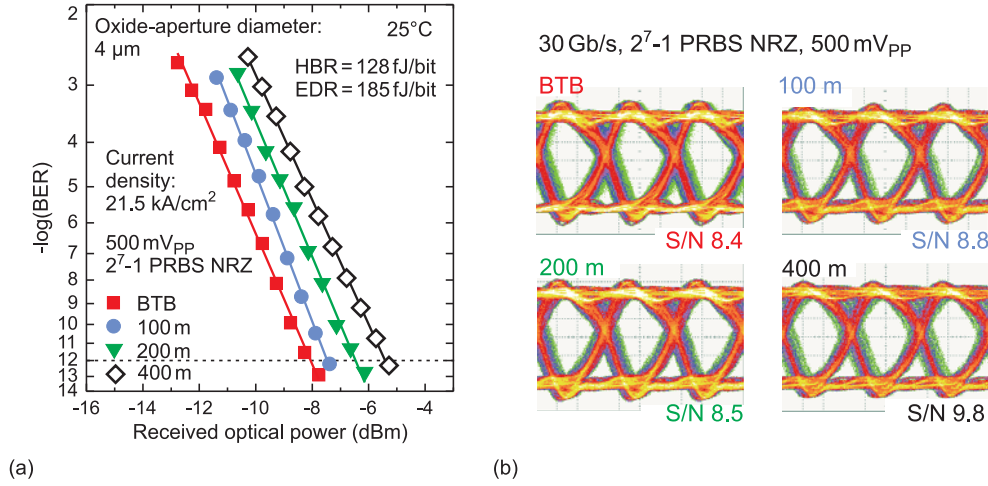 Oxide-aperture diameter:
4 µm
25°C
HBR = 128 fJ/bit
EDR = 185 fJ/bit
Current
density:
21.5 kA/cm²
500 mV_PP
2⁷-1 PRBS NRZ
BTB
100 m
200 m
400 m
-log(BER)
2
3
4
5
6
7
8
9
10
11
12
13
14
-16
-14
-12
-10
-8
-6
-4
Received optical power (dBm)
(a)
30 Gb/s, 2⁷-1 PRBS NRZ, 500 mV_PP
BTB
100 m
S/N 8.4
S/N 8.8
200 m
400 m
S/N 8.5
S/N 9.8
(b)